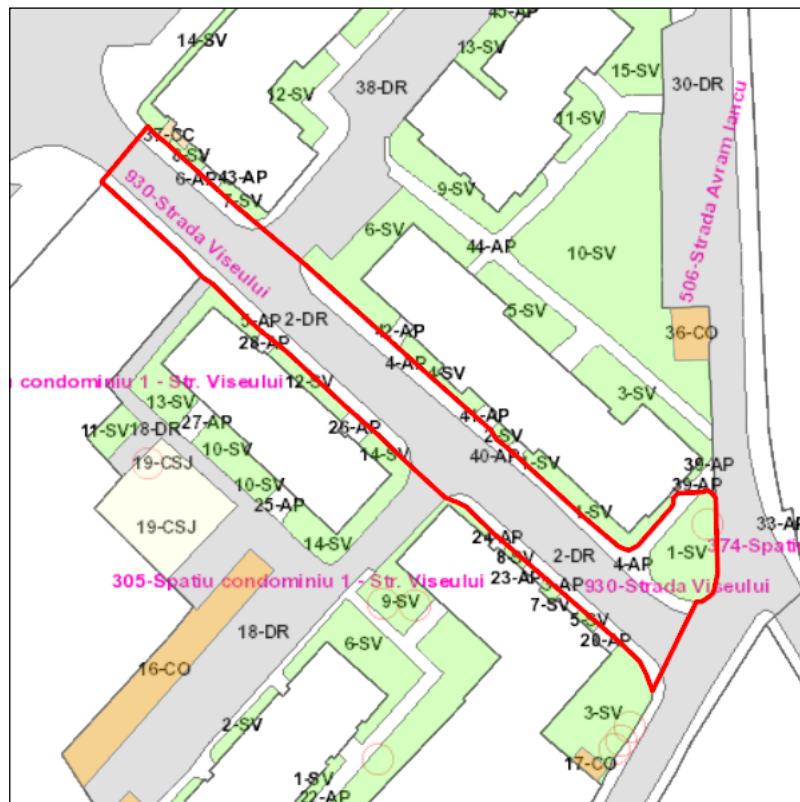 45-AP
14-SV
13-SV
15-SV
38-DR
30-DR
12-SV
11-SV
37-CC
8-SV
6-AP
43-AP
7-SV
9-SV
930-Strada Viseului
506-Strada Avram Iancu
6-SV
44-AP
10-SV
5-SV
5-AP
2-DR
42-AP
36-CO
28-AP
4-AP
u condominiu 1 - Str. Viseului
12-SV
3-SV
13-SV
11-SV
18-DR
27-AP
26-AP
41-AP
2-SV
10-SV
14-SV
40-AP
1-SV
19-CSJ
39-AP
10-SV
39-AP
25-AP
1-SV
19-CSJ
33-AP
24-AP
14-SV
8-SV
2-DR
1-SV
374-Spati
4-AP
305-Spatiu condominiu 1 - Str. Viseului
23-AP
930-Strada Viseului
9-SV
7-SV
5-SV
18-DR
6-SV
20-AP
16-CO
3-SV
2-SV
17-CO
1-SV
22-AP